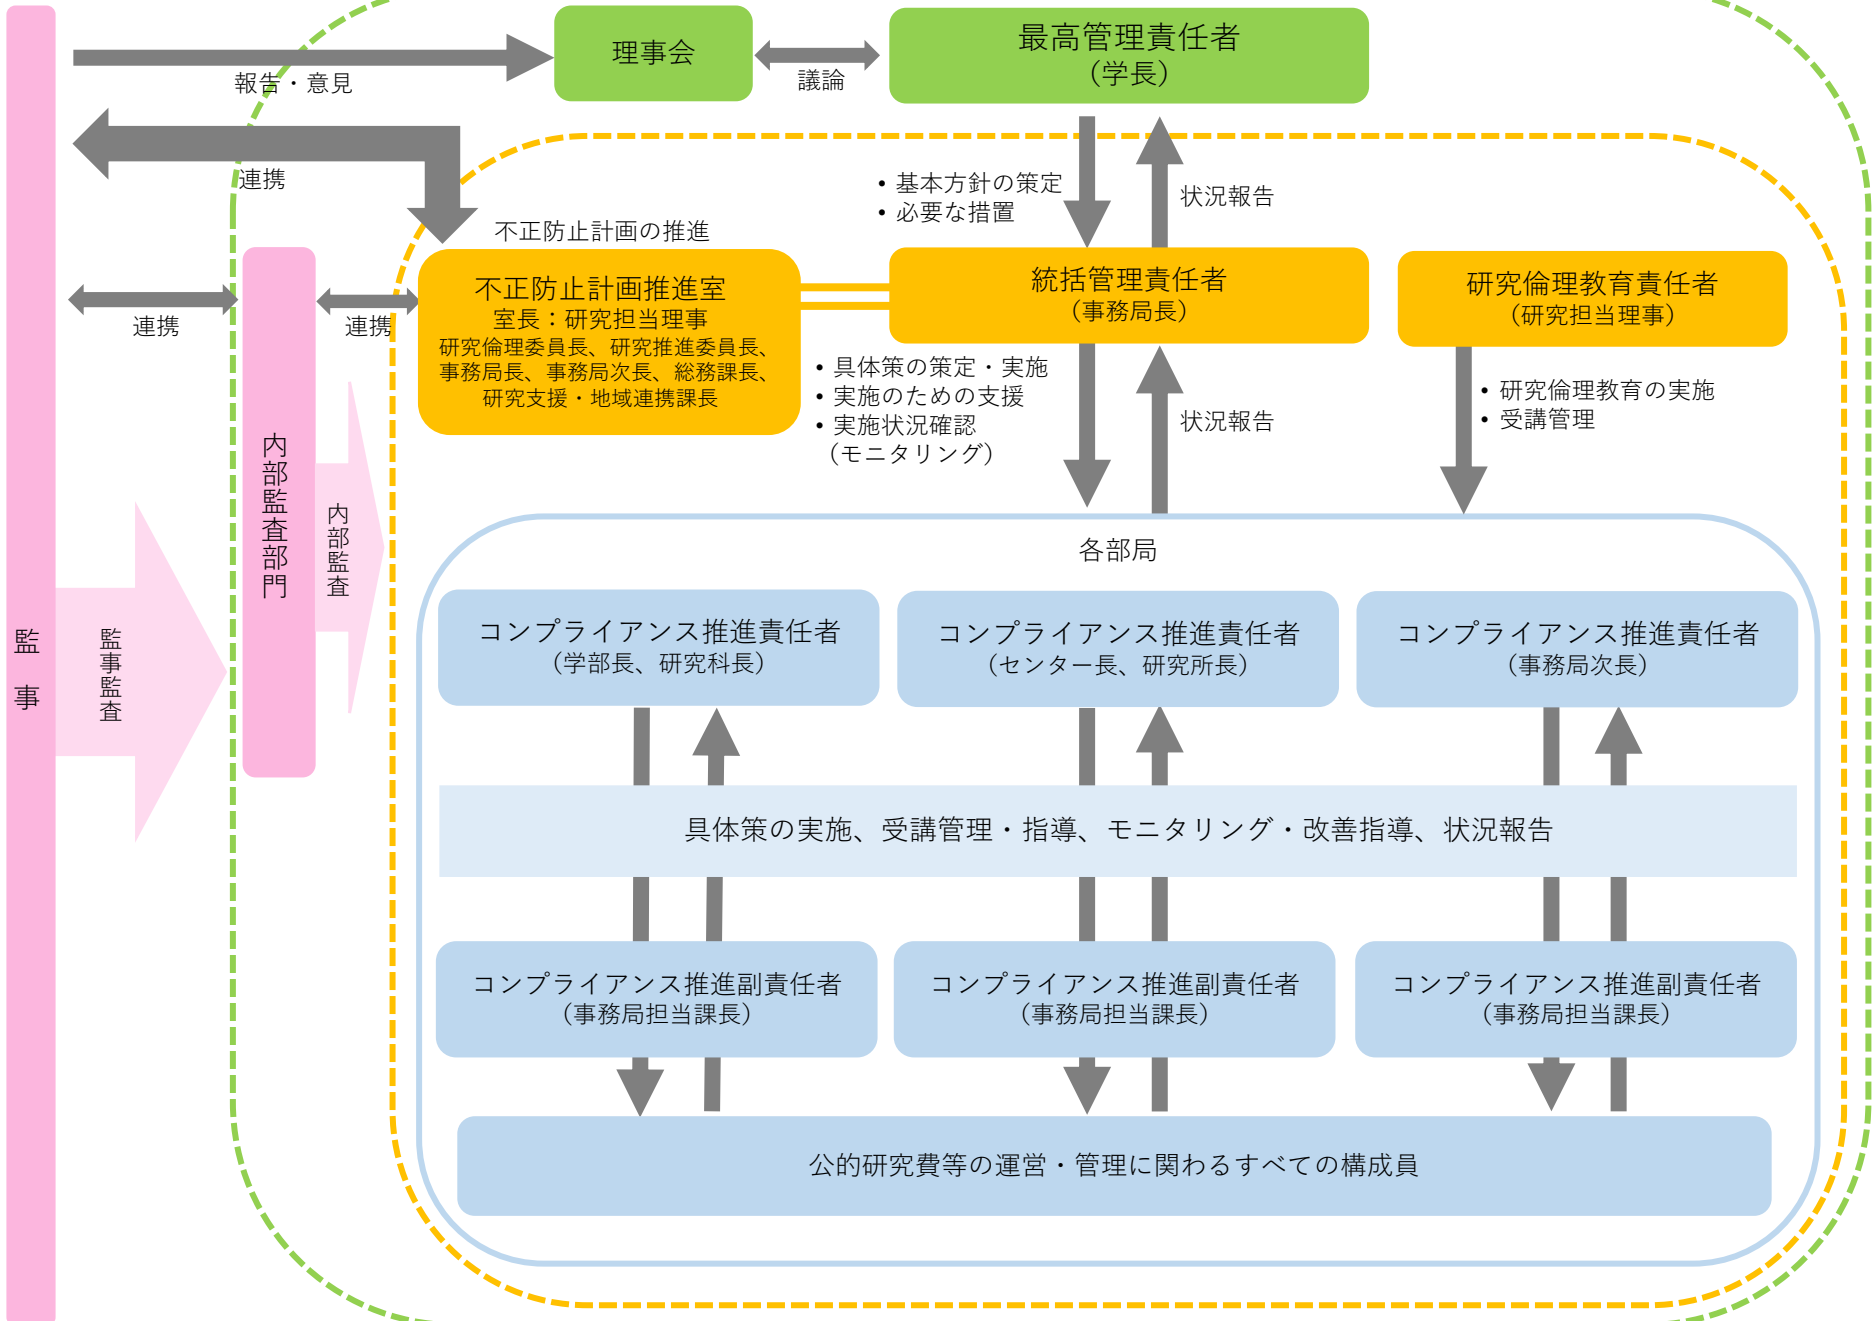 理事会
最高管理責任者
（学長）
報告・意見
議論
連携
• 基本方針の策定
• 必要な措置
状況報告
不正防止計画の推進
不正防止計画推進室
室長：研究担当理事
研究倫理委員長、研究推進委員長、
事務局長、事務局次長、総務課長、
研究支援・地域連携課長
統括管理責任者
（事務局長）
研究倫理教育責任者
（研究担当理事）
連携
連携
• 具体策の策定・実施
• 実施のための支援
• 実施状況確認
（モニタリング）
状況報告
• 研究倫理教育の実施
• 受講管理
監事
監事監査
内部監査部門
内部監査
各部局
コンプライアンス推進責任者
（学部長、研究科長）
コンプライアンス推進責任者
（センター長、研究所長）
コンプライアンス推進責任者
（事務局次長）
具体策の実施、受講管理・指導、モニタリング・改善指導、状況報告
コンプライアンス推進副責任者
（事務局担当課長）
コンプライアンス推進副責任者
（事務局担当課長）
コンプライアンス推進副責任者
（事務局担当課長）
公的研究費等の運営・管理に関わるすべての構成員